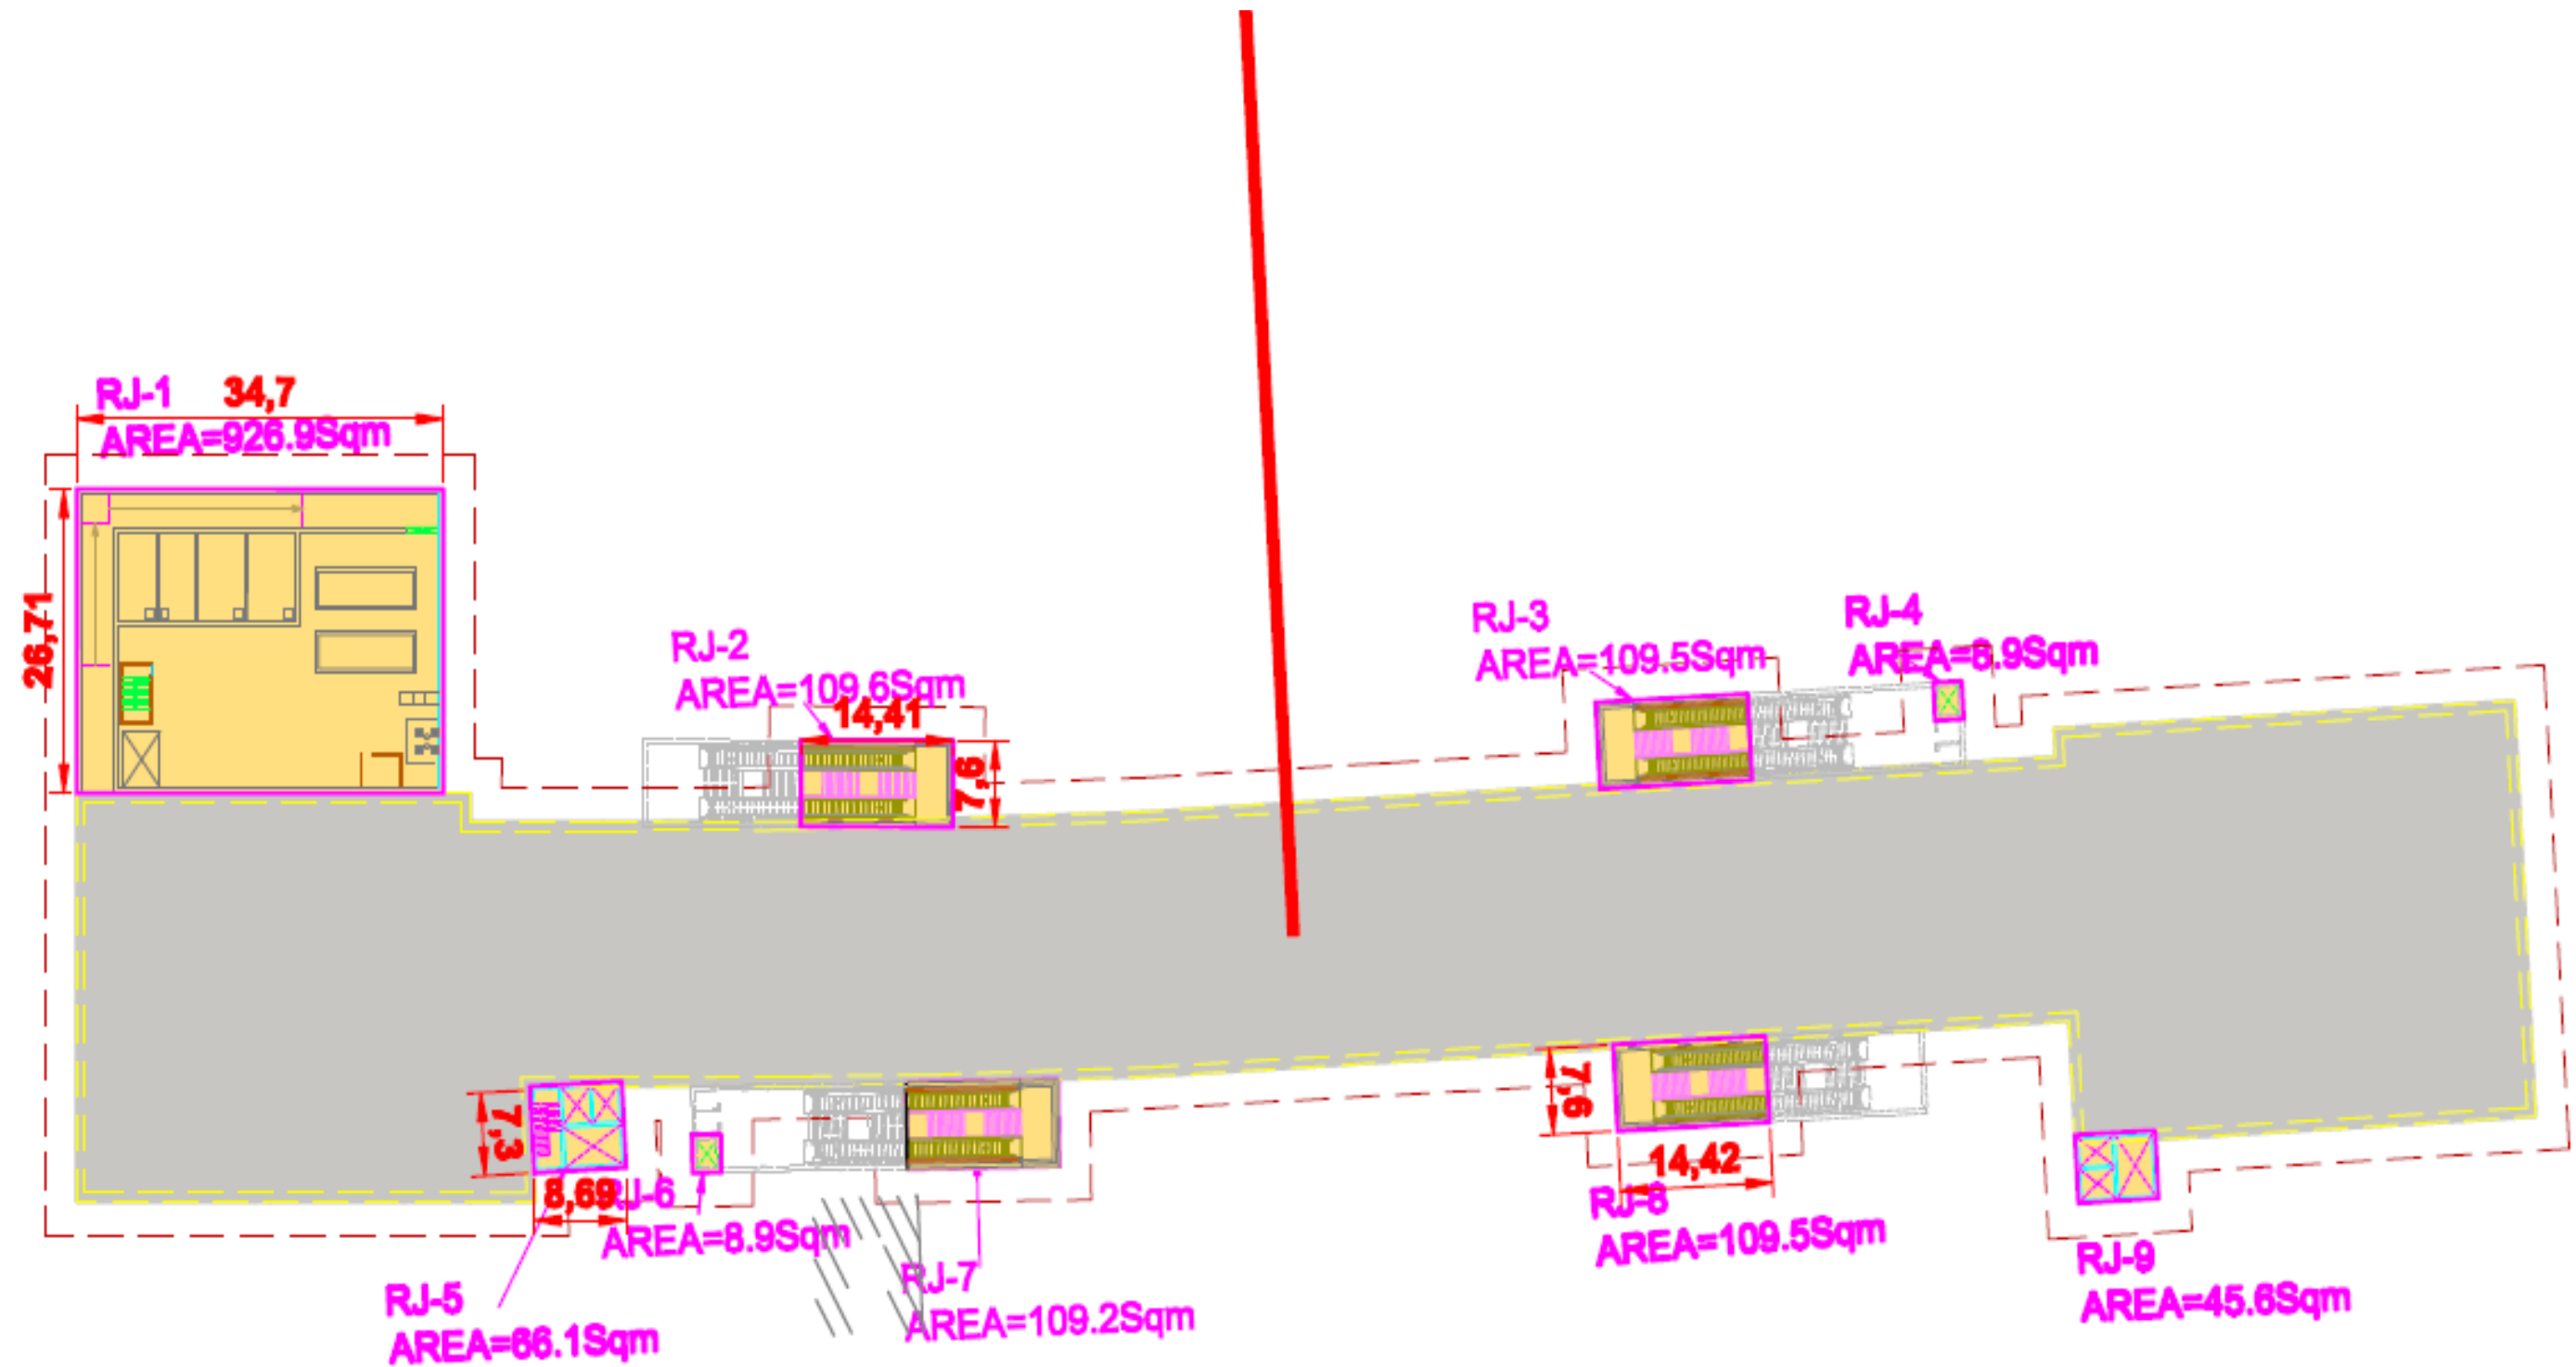 RJ-1
34,7
AREA=926.9Sqm
26,71
RJ-2
AREA=109.6Sqm
14,41
7,6
RJ-3
AREA=109.5Sqm
RJ-4
AREA=8.9Sqm
7,3
8,69
RJ-5
AREA=66.1Sqm
RJ-6
AREA=8.9Sqm
RJ-7
AREA=109.2Sqm
7,6
14,42
RJ-8
AREA=109.5Sqm
RJ-9
AREA=45.6Sqm